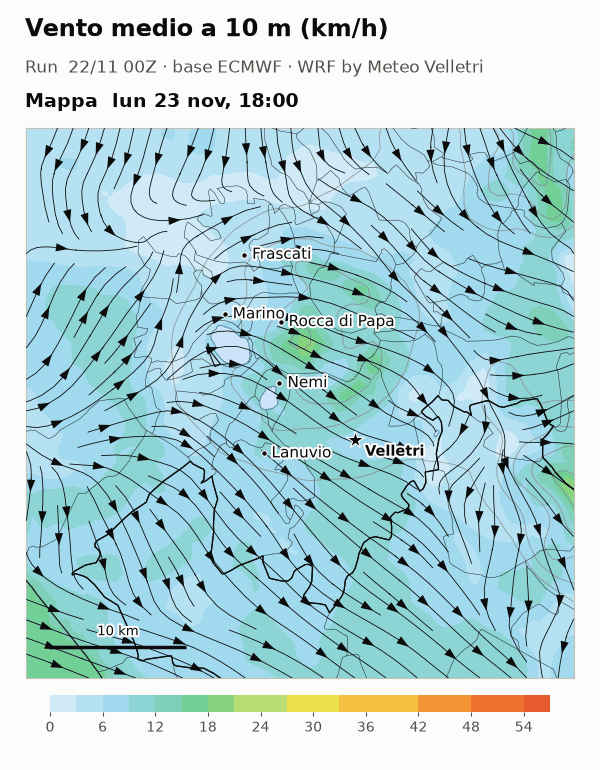 Vento medio a 10 m (km/h)
Run 22/11 00Z · base ECMWF · WRF by Meteo Velletri
Mappa lun 23 nov, 18:00
Frascati
Marino
Rocca di Papa
Nemi
Lanuvio
Velletri
10 km
0 6 12 18 24 30 36 42 48 54